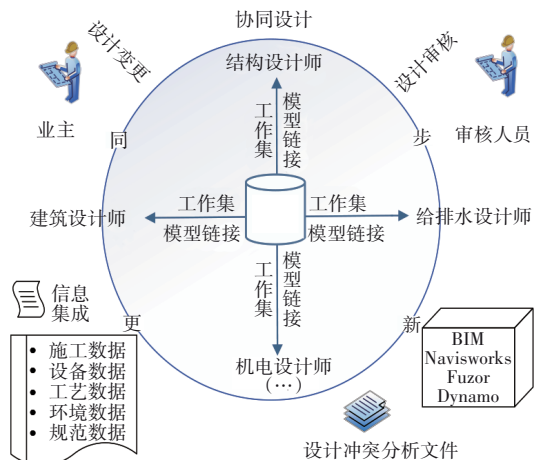 协同设计
设计变更
设计审核
结构设计师
业主
审核人员
同
步
工作集
模型链接
建筑设计师
工作集
模型链接
工作集
模型链接
给排水设计师
工作集
模型链接
信息
集成
更
新
• 施工数据
• 设备数据
• 工艺数据
• 环境数据
• 规范数据
机电设计师
(…)
BIM
Navisworks
Fuzor
Dynamo
设计冲突分析文件